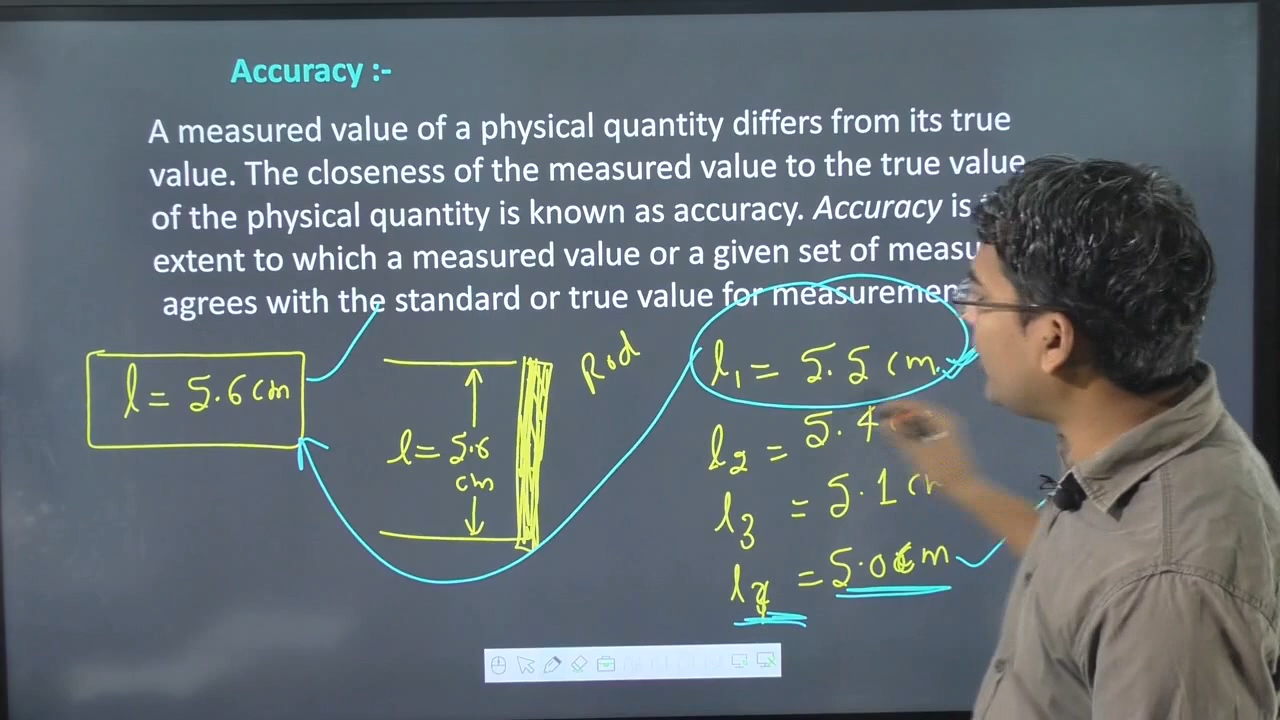 Accuracy :-
A measured value of a physical quantity differs from its true
value. The closeness of the measured value to the true value
of the physical quantity is known as accuracy. Accuracy is
extent to which a measured value or a given set of
agrees with the standard or true value for
l = 5.6 cm
l = 5.6
cm
Rod
l1 = 5.5 cm
l2 = 5.4
l3 = 5.1 cm
= 5.0 cm